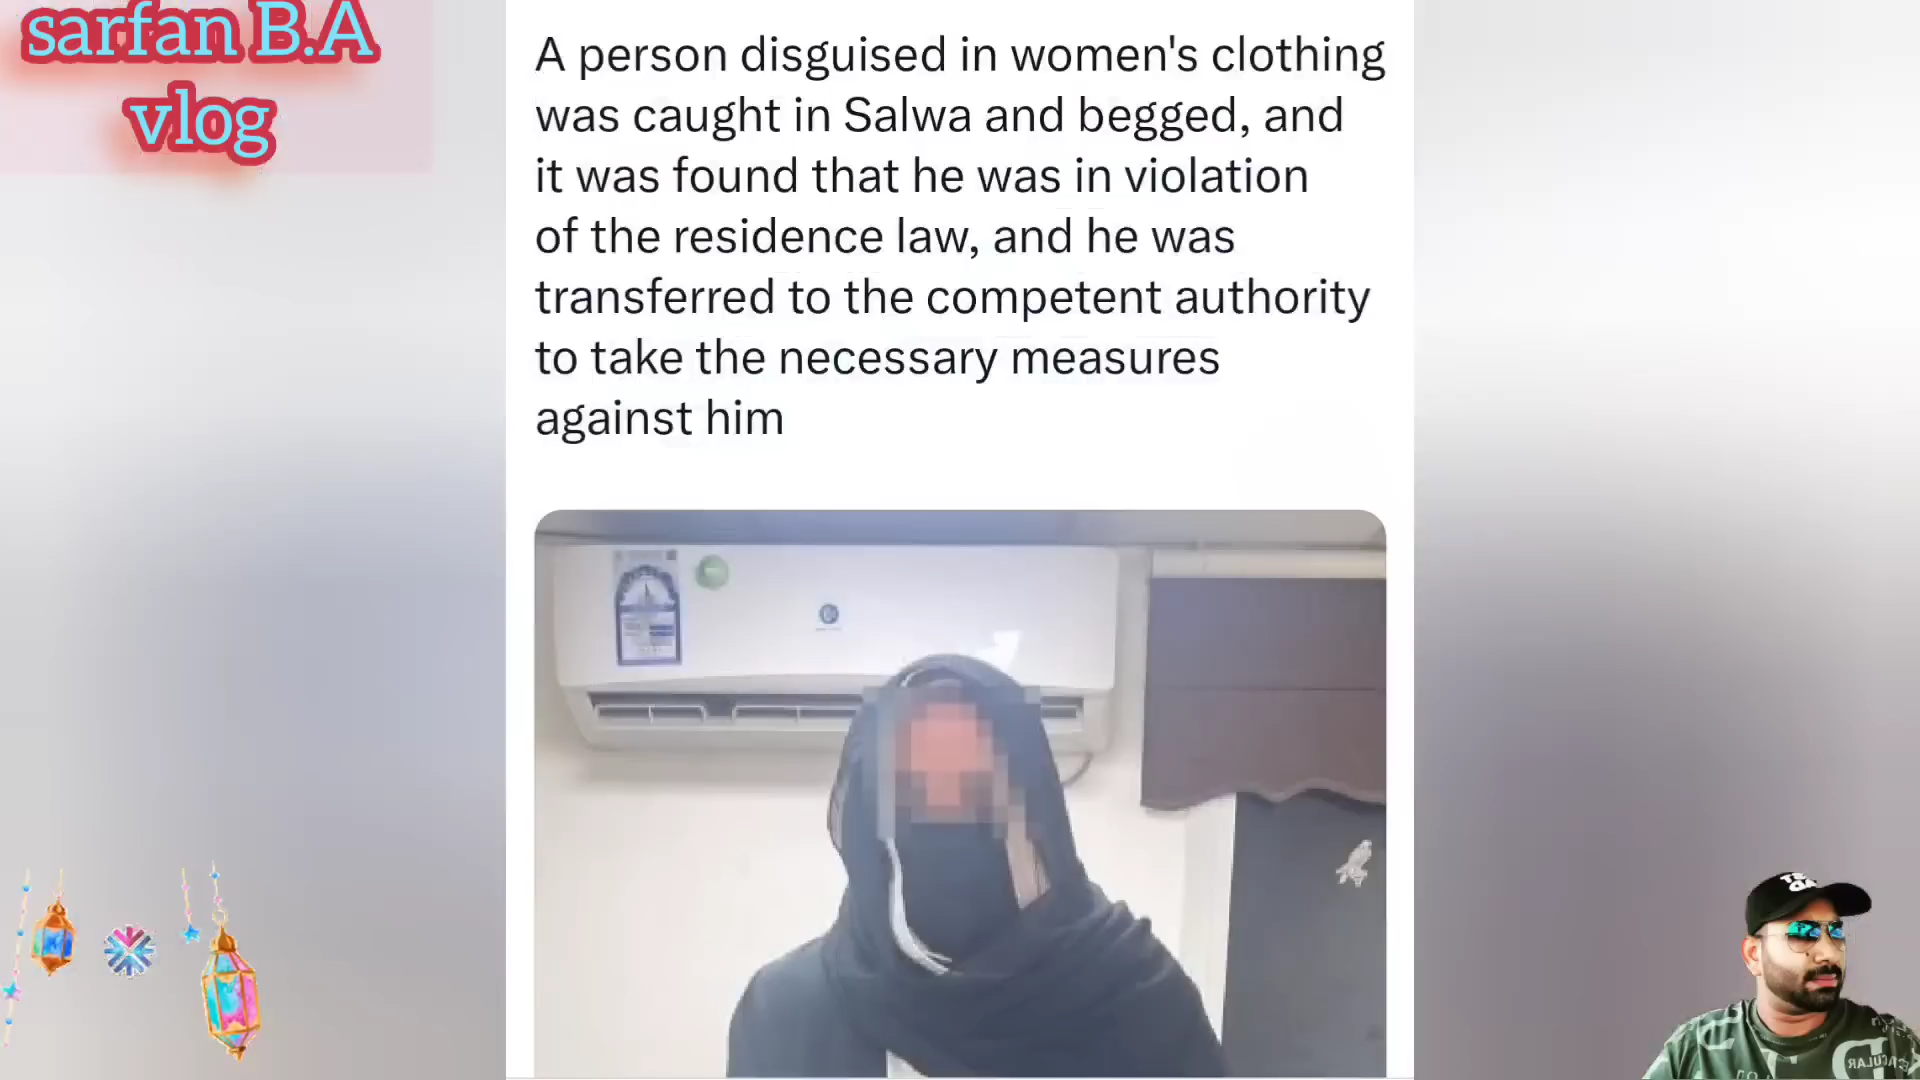 sarfan B.A
vlog
A person disguised in women's clothing
was caught in Salwa and begged, and
it was found that he was in violation
of the residence law, and he was
transferred to the competent authority
to take the necessary measures
against him